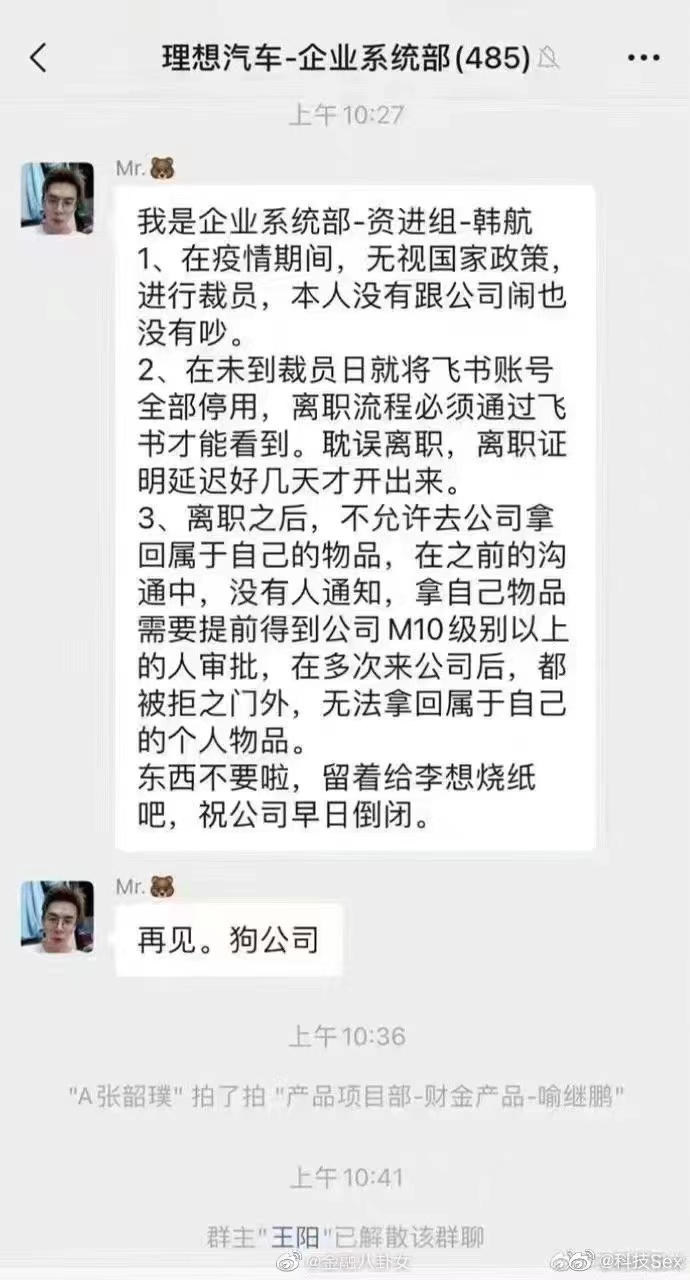 理想汽车-企业系统部(485)
上午10:27
Mr.🐻
我是企业系统部-资进组-韩航
1、在疫情期间，无视国家政策，
进行裁员，本人没有跟公司闹也
没有吵。
2、在未到裁员日就将飞书账号
全部停用，离职流程必须通过飞
书才能看到。耽误离职，离职证
明延迟好几天才开出来。
3、离职之后，不允许去公司拿
回属于自己的物品，在之前的沟
通中，没有人通知，拿自己物品
需要提前得到公司M10级别以上
的人审批，在多次来公司后，都
被拒之门外，无法拿回属于自己
的个人物品。
东西不要啦，留着给李想烧纸
吧，祝公司早日倒闭。
Mr.🐻
再见。狗公司
上午10:36
"A张韶璞" 拍了拍 "产品项目部-财金产品-喻继鹏"
上午10:41
群主"王阳"已解散该群聊
@金融八卦女
@科技Sex